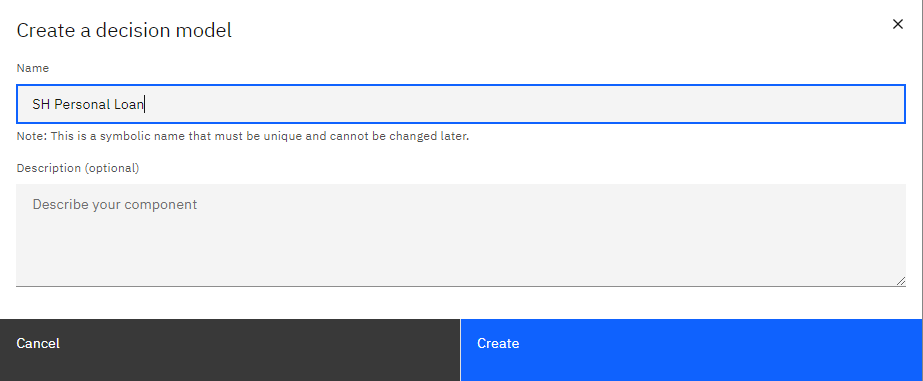 Create a decision model
Name
SH Personal Loan
Note: This is a symbolic name that must be unique and cannot be changed later.
Description (optional)
Describe your component
Cancel
Create